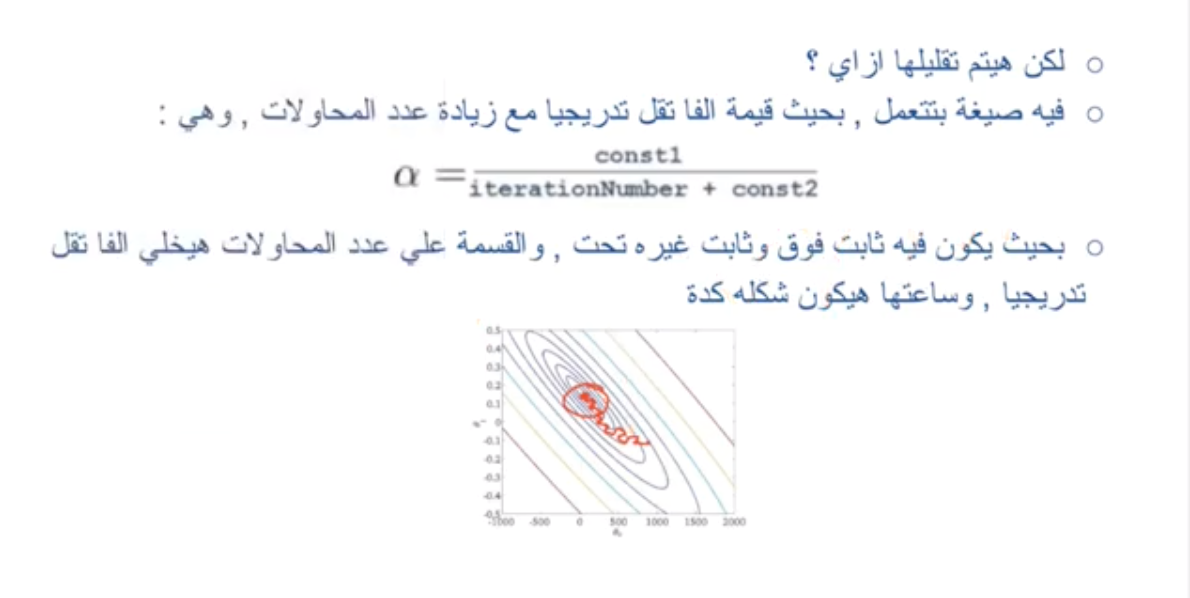 ○ لكن هيتم تقليلها ازاي ؟
○ فيه صيغة بتتعمل , بحيث قيمة الفا تقل تدريجيا مع زيادة عدد المحاولات , وهي :
α = const1 / iterationNumber + const2
○ بحيث يكون فيه ثابت فوق وثابت غيره تحت , والقسمة علي عدد المحاولات هيخلي الفا تقل
تدريجيا , وساعتها هيكون شكله كدة
0.5
0.4
0.3
0.2
0.1
0
-0.1
-0.2
-0.3
-0.4
-0.5
-1000 -500 0 500 1000 1500 2000